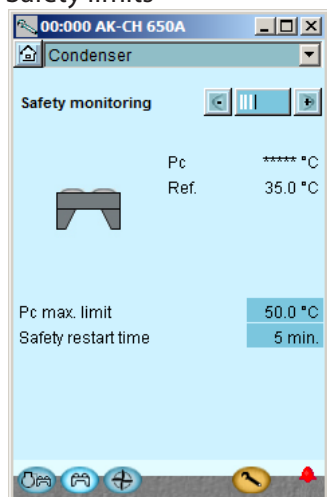 Safety limits
00:000 AK-CH 650A
Condenser
Safety monitoring
Pc ***** °C
Ref. 35.0 °C
Pc max. limit 50.0 °C
Safety restart time 5 min.